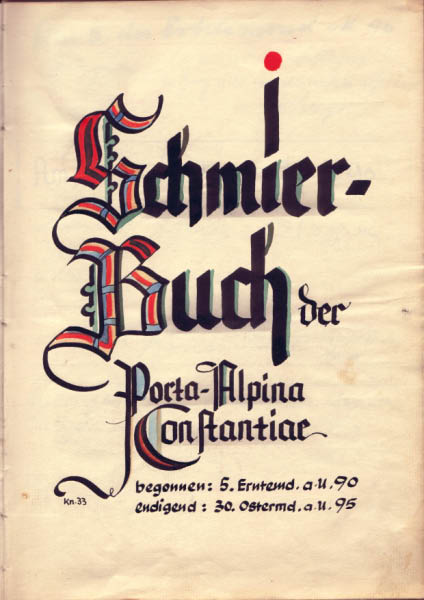 Schmier-
Buch der
Porta-Alpina
Constantiae
begonnen: 5. Erntemd. a.U. 90
endigend: 30. Ostermd. a.U. 95
Kn.33